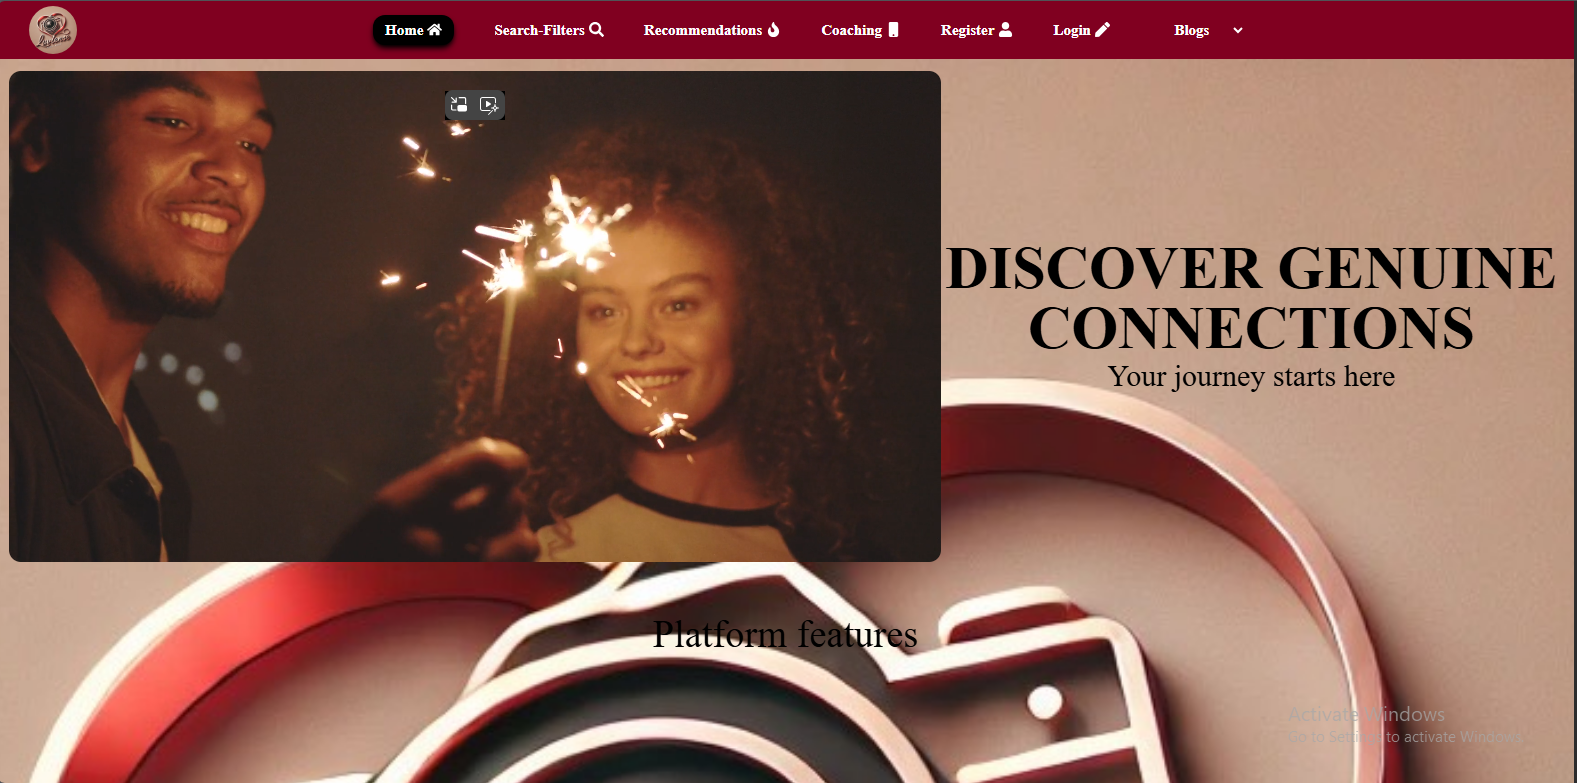 Home
Search-Filters
Recommendations
Coaching
Register
Login
Blogs
DISCOVER GENUINE
CONNECTIONS
Your journey starts here
Platform features
Activate Windows
Go to Settings to activate Windows.